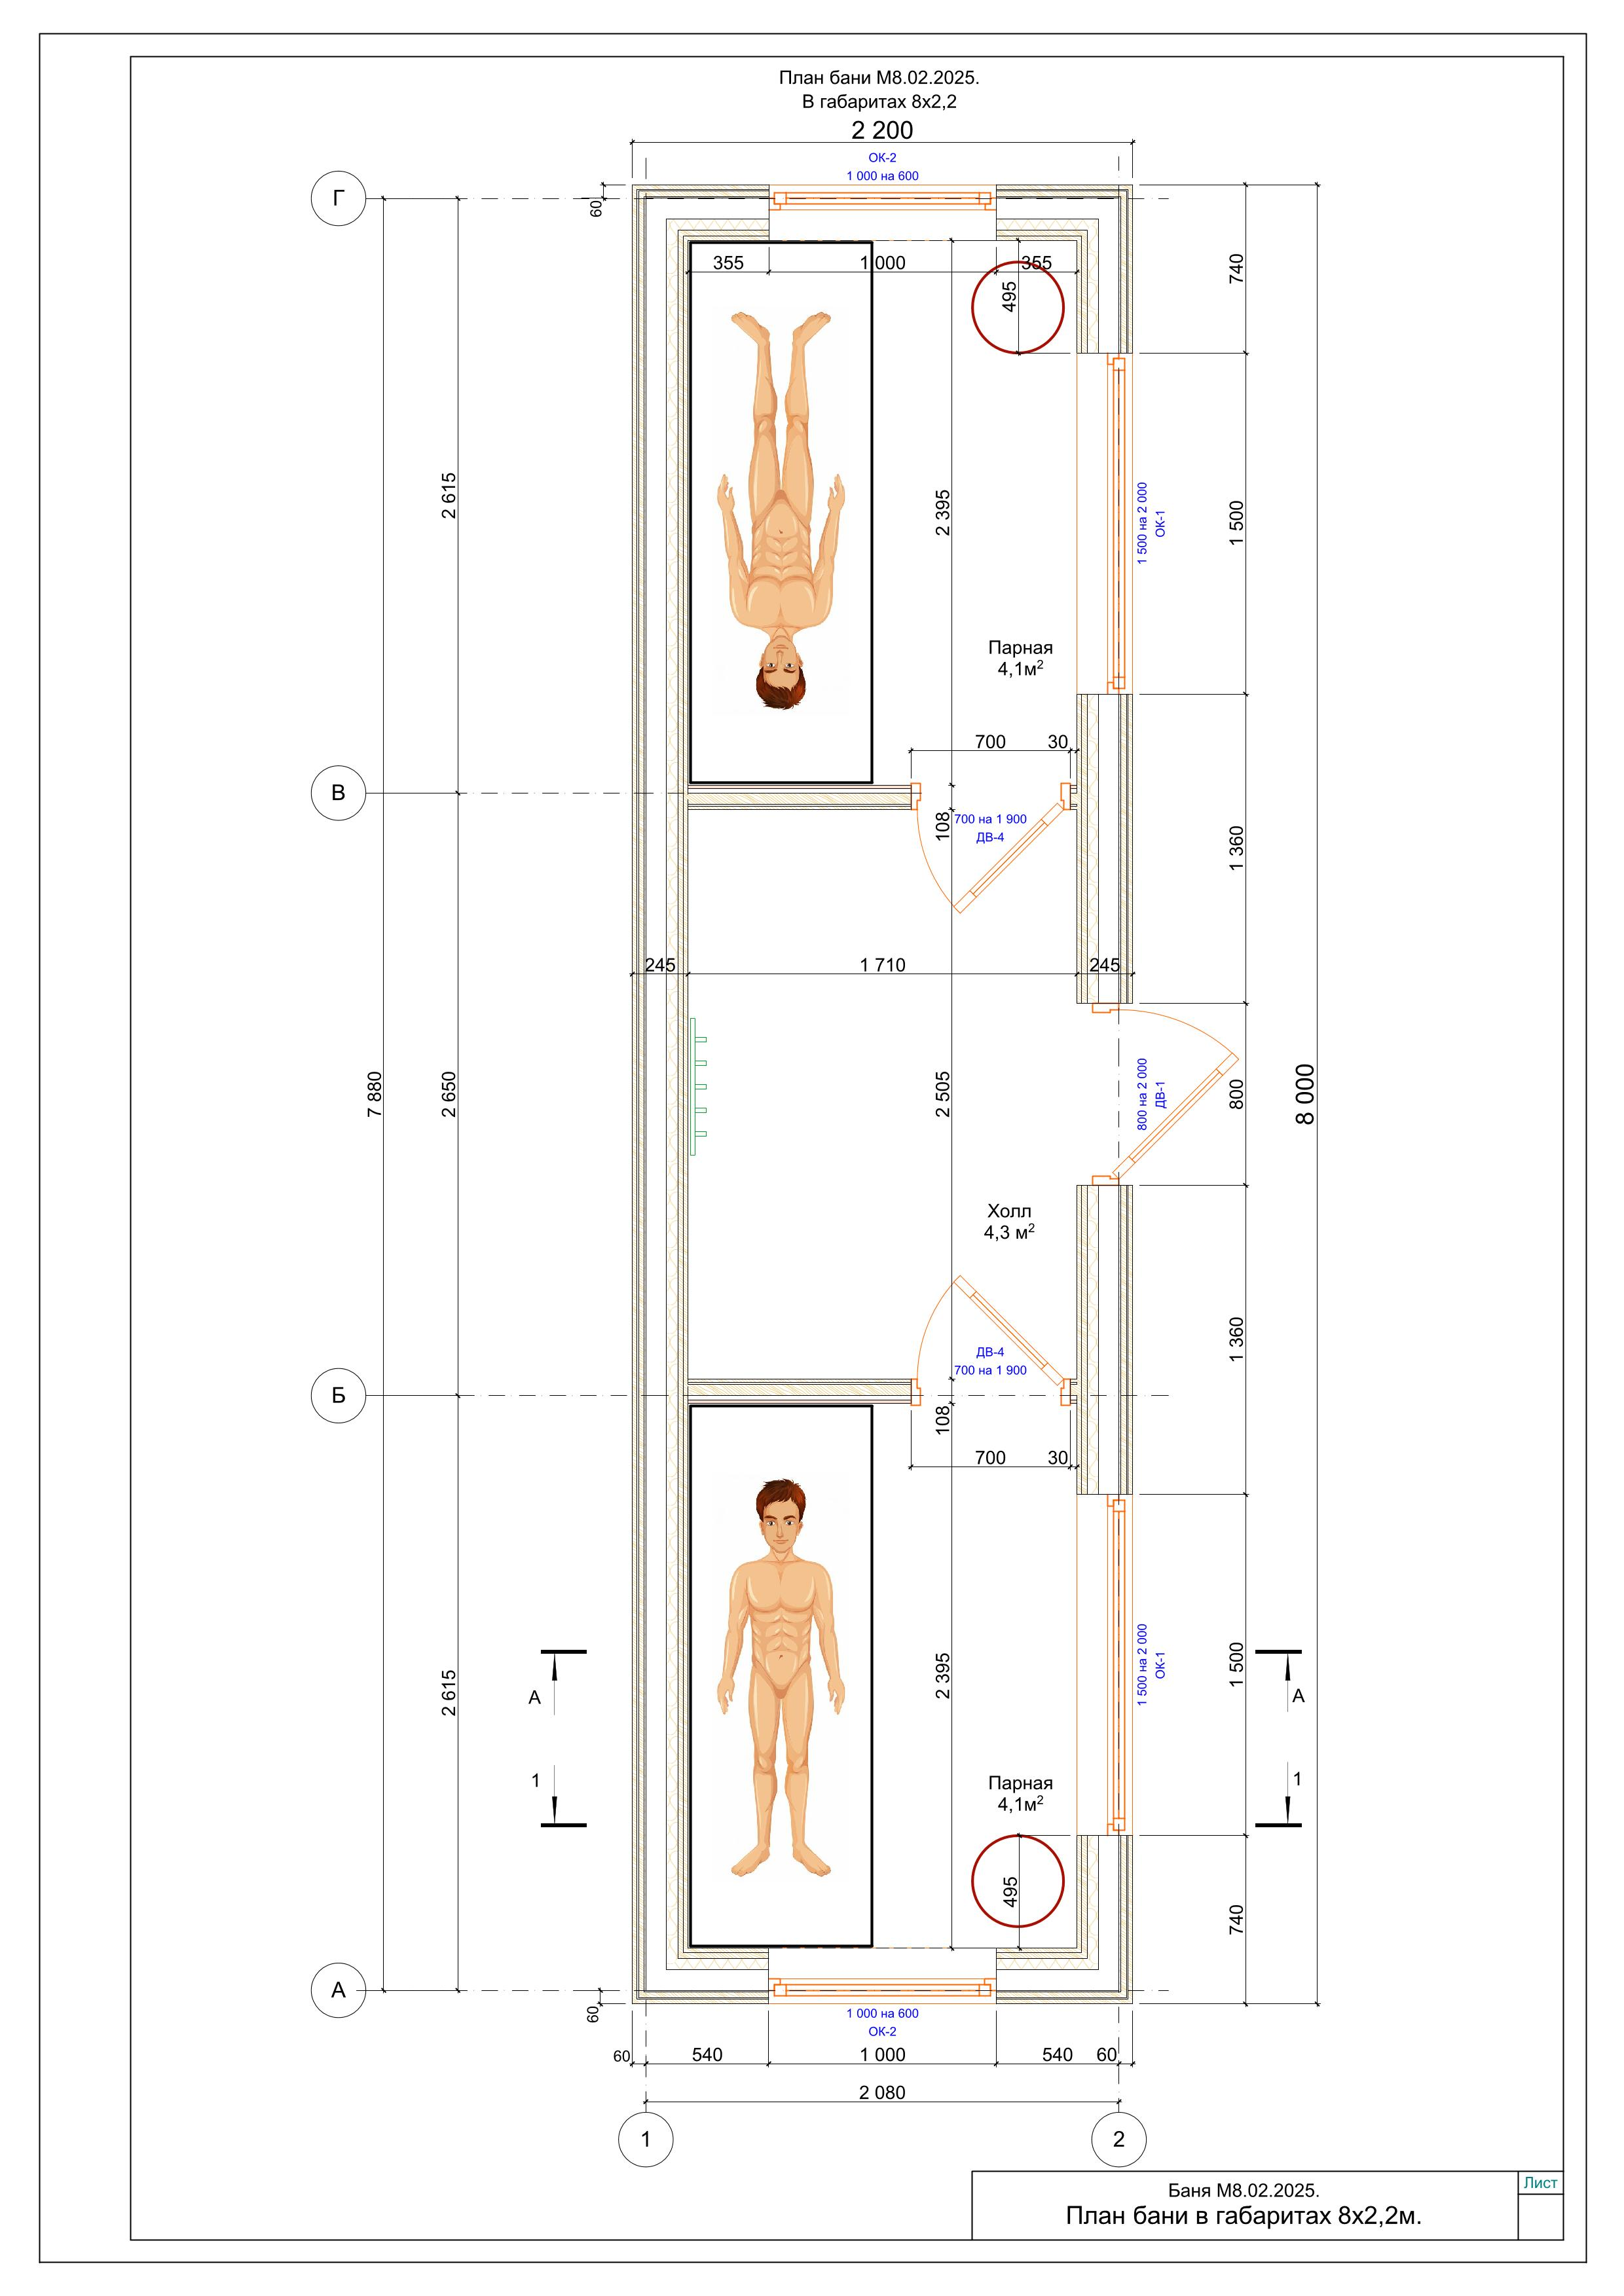 План бани М8.02.2025.
В габаритах 8х2,2
2 200
ОК-2
1 000 на 600
Г
60
355
1 000
355
495
740
2 615
2 395
1 500 на 2 000
ОК-1
1 500
Парная
4,1м²
700
30
В
108
700 на 1 900
ДВ-4
1 360
245
1 710
245
7 880
2 650
2 505
800 на 2 000
ДВ-1
800
8 000
Холл
4,3 м²
1 360
ДВ-4
700 на 1 900
Б
108
700
30
2 615
2 395
1 500 на 2 000
ОК-1
1 500
А
А
1
1
Парная
4,1м²
495
740
А
60
1 000 на 600
ОК-2
60
540
1 000
540
60
2 080
1
2
Баня М8.02.2025.
План бани в габаритах 8х2,2м.
Лист